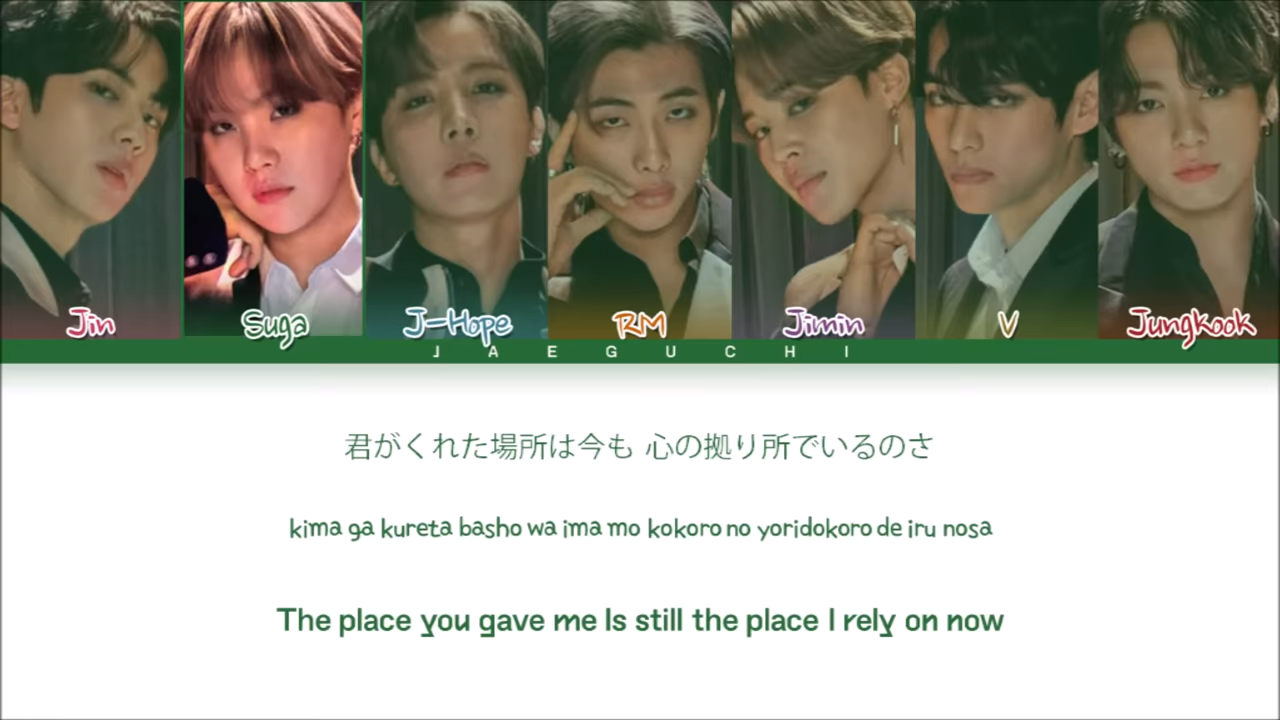 Jin Suga J-Hope RM Jimin V Jungkook
JAEGUCHI
君がくれた場所は今も 心の拠り所でいるのさ
kima ga kureta basho wa ima mo kokoro no yoridokoro de iru nosa
The place you gave me Is still the place I rely on now